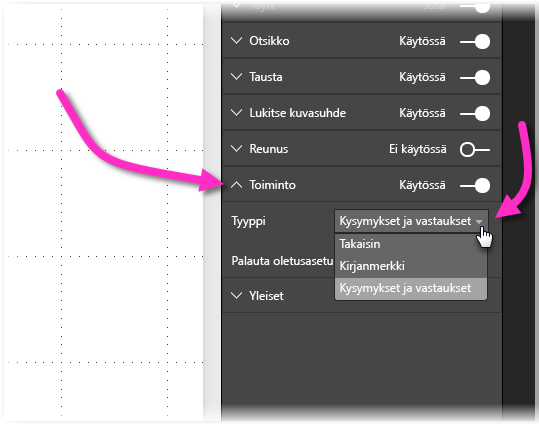 Täyttö
Otsikko Käytössä
Tausta Käytössä
Lukitse kuvasuhde Käytössä
Reunus Ei käytössä
Toiminto Käytössä
Tyyppi Kysymykset ja vastaukset
Takaisin
Kirjanmerkki
Palauta oletusasetu
Kysymykset ja vastaukset
Yleiset